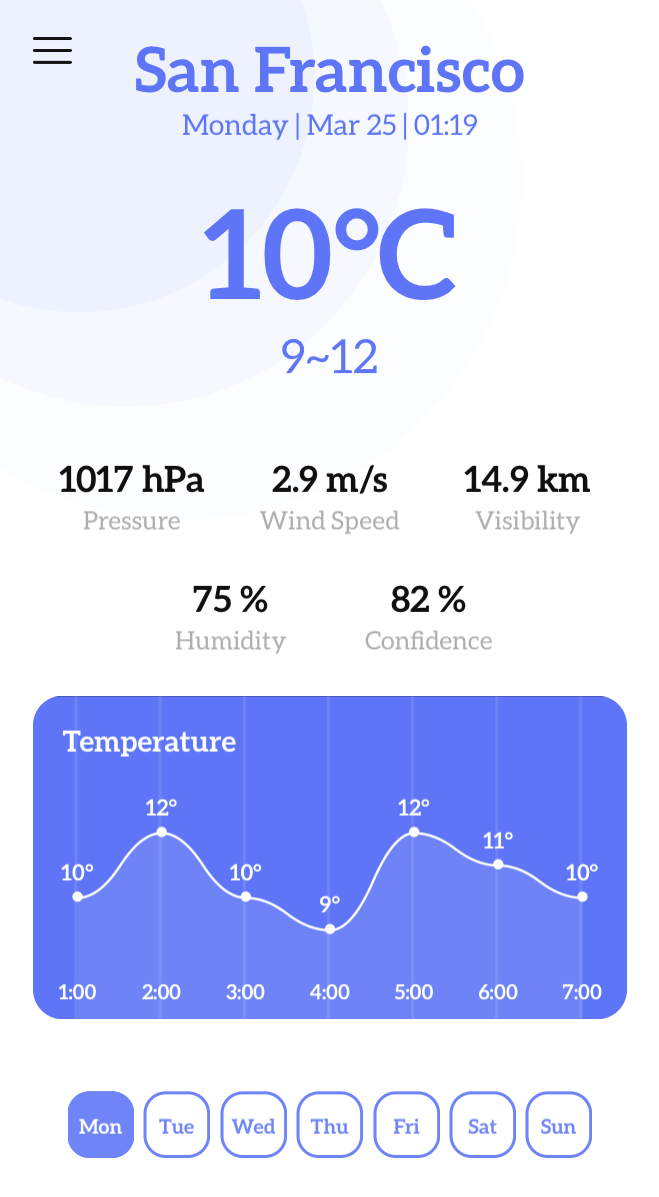 San Francisco
Monday | Mar 25 | 01:19
10°C
9~12
1017 hPa 2.9 m/s 14.9 km
Pressure Wind Speed Visibility
75 % 82 %
Humidity Confidence
Temperature
12° 12°
11°
10° 10° 10°
9°
1:00 2:00 3:00 4:00 5:00 6:00 7:00
Mon Tue Wed Thu Fri Sat Sun